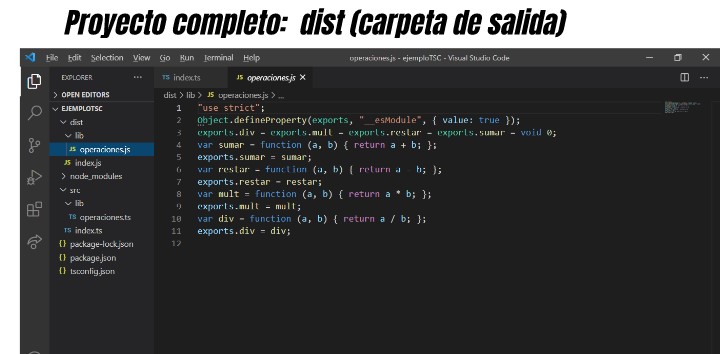 Proyecto completo: dist (carpeta de salida)
File Edit Selection View Go Run Terminal Help
operaciones.js - ejemploTSC - Visual Studio Code
EXPLORER ...
TS index.ts
JS operaciones.js ×
> OPEN EDITORS
EJEMPLOTSC
dist
lib
JS operaciones.js
JS index.js
> node_modules
src
lib
TS operaciones.ts
TS index.ts
{} package-lock.json
{} package.json
{} tsconfig.json
dist > lib > JS operaciones.js > ...
1 "use strict";
2 Object.defineProperty(exports, "__esModule", { value: true });
3 exports.div = exports.mult = exports.restar = exports.sumar = void 0;
4 var sumar = function (a, b) { return a + b; };
5 exports.sumar = sumar;
6 var restar = function (a, b) { return a - b; };
7 exports.restar = restar;
8 var mult = function (a, b) { return a * b; };
9 exports.mult = mult;
10 var div = function (a, b) { return a / b; };
11 exports.div = div;
12